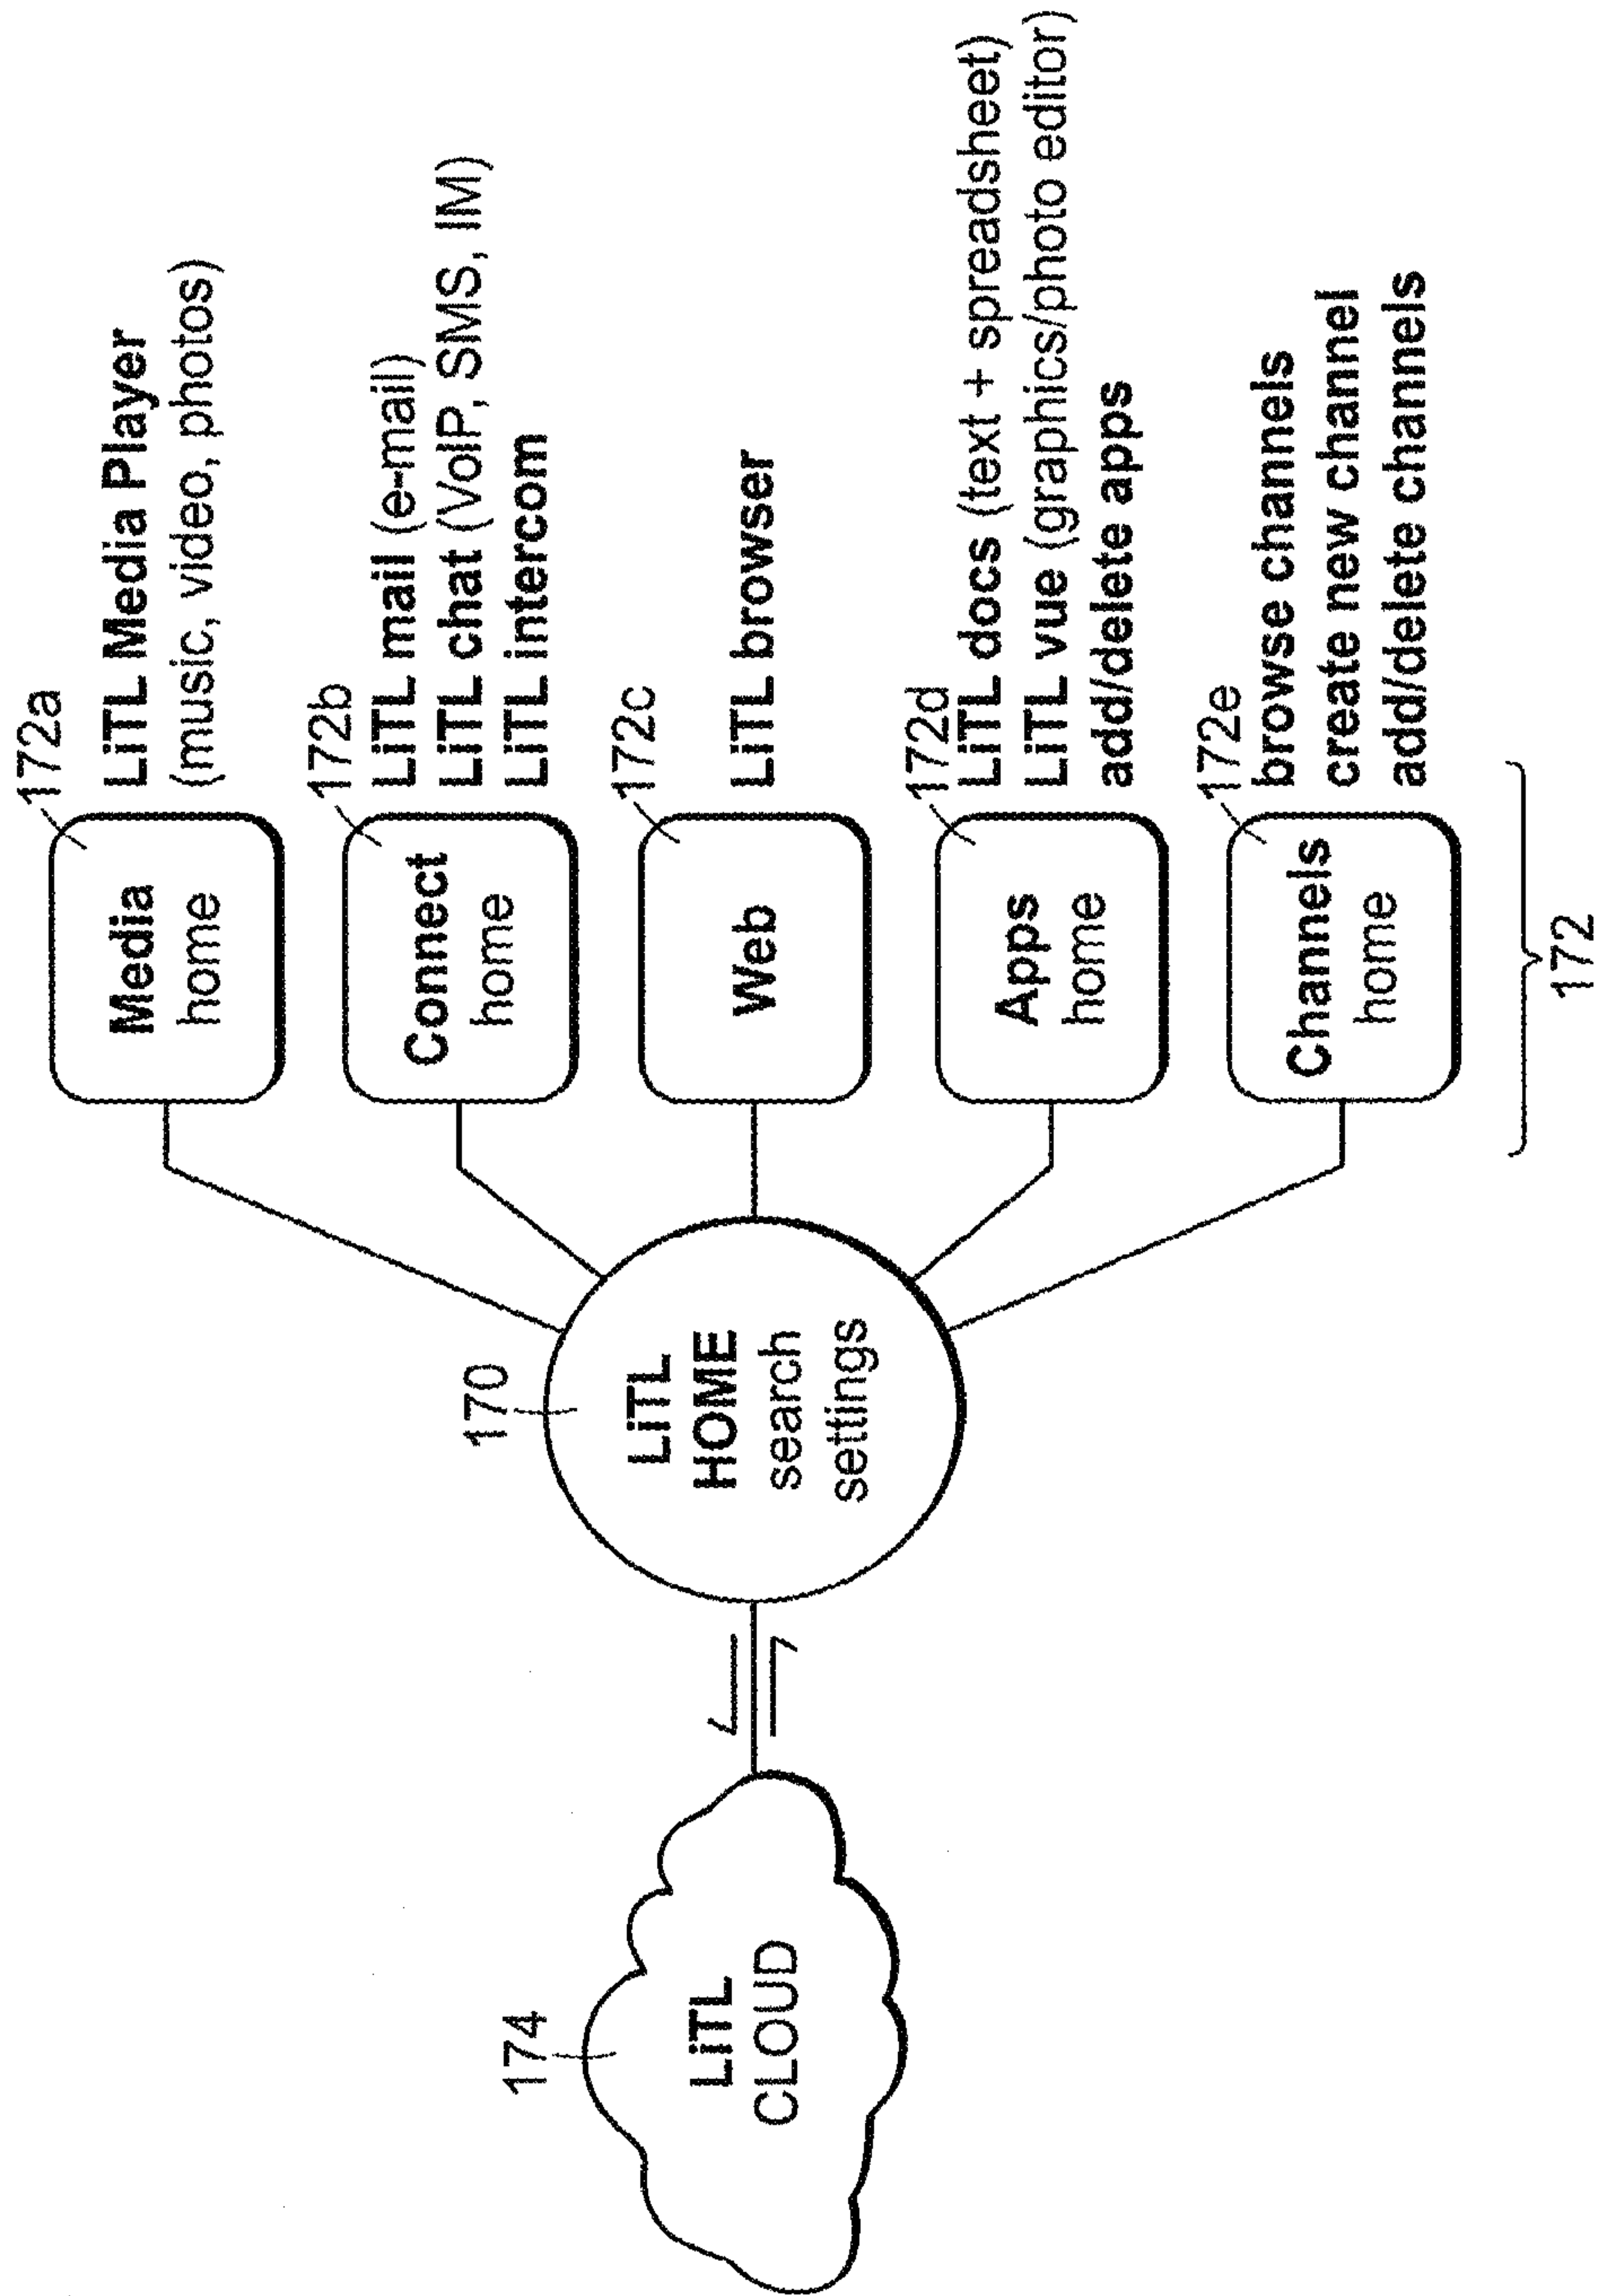 174
LiTL
CLOUD
170
LiTL
HOME
search
settings
172a
Media
home
LiTL Media Player
(music, video, photos)
172b
Connect
home
LiTL mail (e-mail)
LiTL chat (VoIP, SMS, IM)
LiTL intercom
172c
Web
LiTL browser
172d
Apps
home
LiTL docs (text + spreadsheet)
LiTL vue (graphics/photo editor)
add/delete apps
172e
Channels
home
browse channels
create new channel
add/delete channels
172